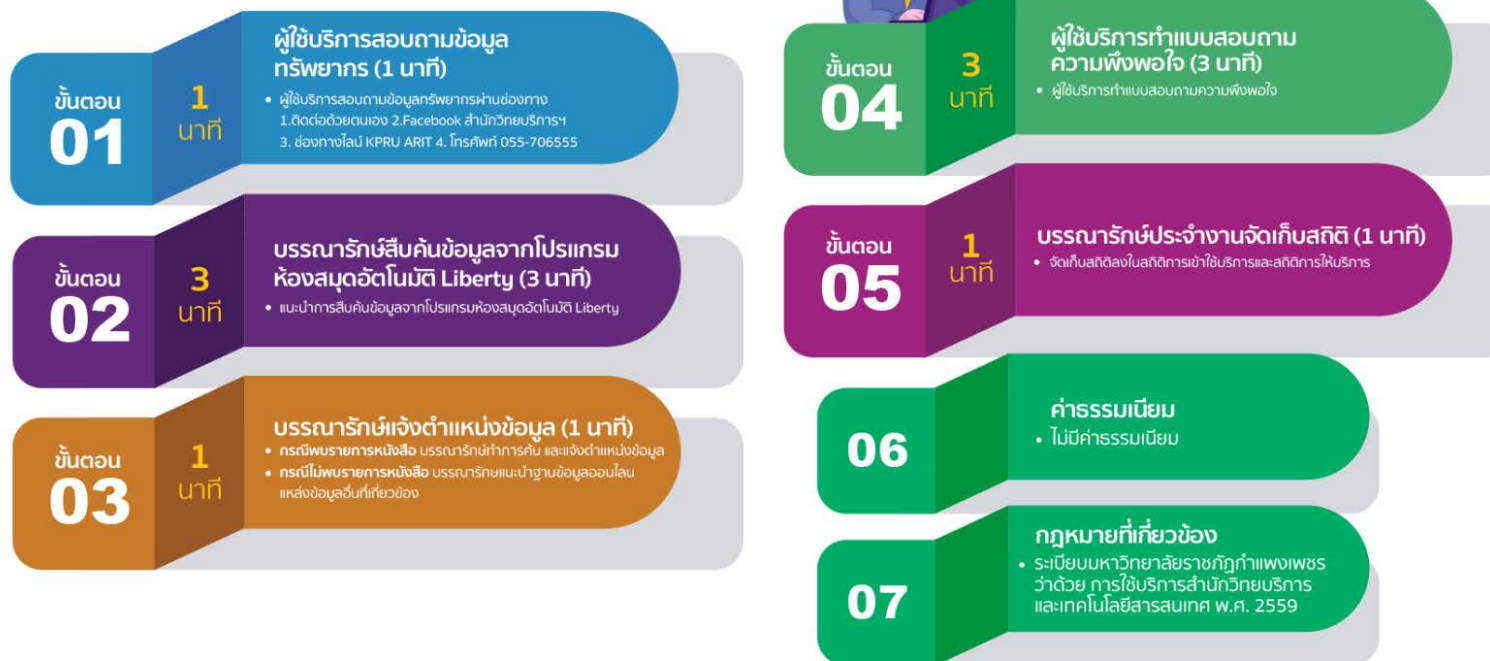 ขั้นตอน
01
1
นาที
ผู้ใช้บริการสอบถามข้อมูล
ทรัพยากร (1 นาที)
• ผู้ใช้บริการสอบถามข้อมูลทรัพยากรผ่านช่องทาง
1.ติดต่อด้วยตนเอง 2.Facebook สำนักวิทยบริการฯ
3. ช่องทางไลน์ KPRU ARIT 4. โทรศัพท์ 055-706555
ขั้นตอน
02
3
นาที
บรรณารักษ์สืบค้นข้อมูลจากโปรแกรม
ห้องสมุดอัตโนมัติ Liberty (3 นาที)
• แนะนำการสืบค้นข้อมูลจากโปรแกรมห้องสมุดอัตโนมัติ Liberty
ขั้นตอน
03
1
นาที
บรรณารักษ์แจ้งตำแหน่งข้อมูล (1 นาที)
• กรณีพบรายการหนังสือ บรรณารักษ์ทำการค้น และแจ้งตำแหน่งข้อมูล
• กรณีไม่พบรายการหนังสือ บรรณารักษแนะนำฐานข้อมูลออนไลน
แหล่งข้อมูลอื่นที่เกี่ยวข้อง
ขั้นตอน
04
3
นาที
ผู้ใช้บริการทำแบบสอบถาม
ความพึงพอใจ (3 นาที)
• ผู้ใช้บริการทำแบบสอบถามความพึงพอใจ
ขั้นตอน
05
1
นาที
บรรณารักษ์ประจำงานจัดเก็บสถิติ (1 นาที)
• จัดเก็บสถิติลงในสถิติการเข้าใช้บริการและสถิติการให้บริการ
06
ค่าธรรมเนียม
• ไม่มีค่าธรรมเนียม
07
กฎหมายที่เกี่ยวข้อง
• ระเบียบมหาวิทยาลัยราชภัฏกำแพงเพชร
ว่าด้วย การใช้บริการสำนักวิทยบริการ
และเทคโนโลยีสารสนเทศ พ.ศ. 2559